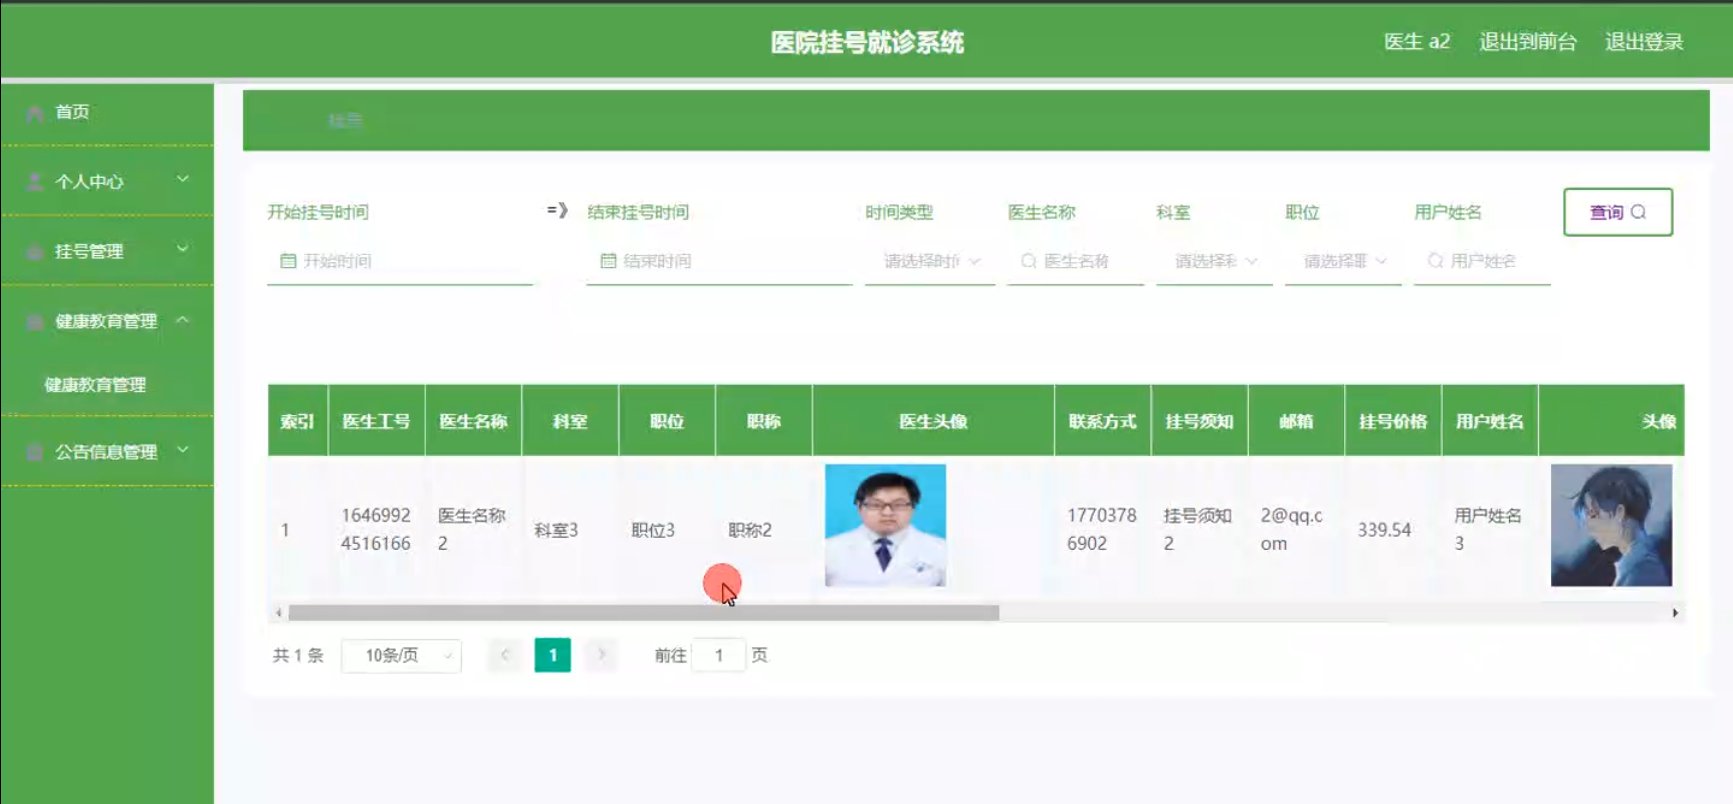 医院挂号就诊系统
医生 a2 退出到前台 退出登录
首页
个人中心
挂号管理
健康教育管理
健康教育管理
公告信息管理
挂号
开始挂号时间 => 结束挂号时间 时间类型 医生名称 科室 职位 用户姓名 查询
开始时间 结束时间 请选择时 医生名称 请选择 请选择 用户姓名
索引 医生工号 医生名称 科室 职位 职称 医生头像 联系方式 挂号须知 邮箱 挂号价格 用户姓名 头像
1 1646992 医生名称 科室3 职位3 职称2 1770378 挂号须知 2@qq.c 339.54 用户姓名
4516166 2 6902 2 om 3
共 1 条 10条/页 1 前往 1 页